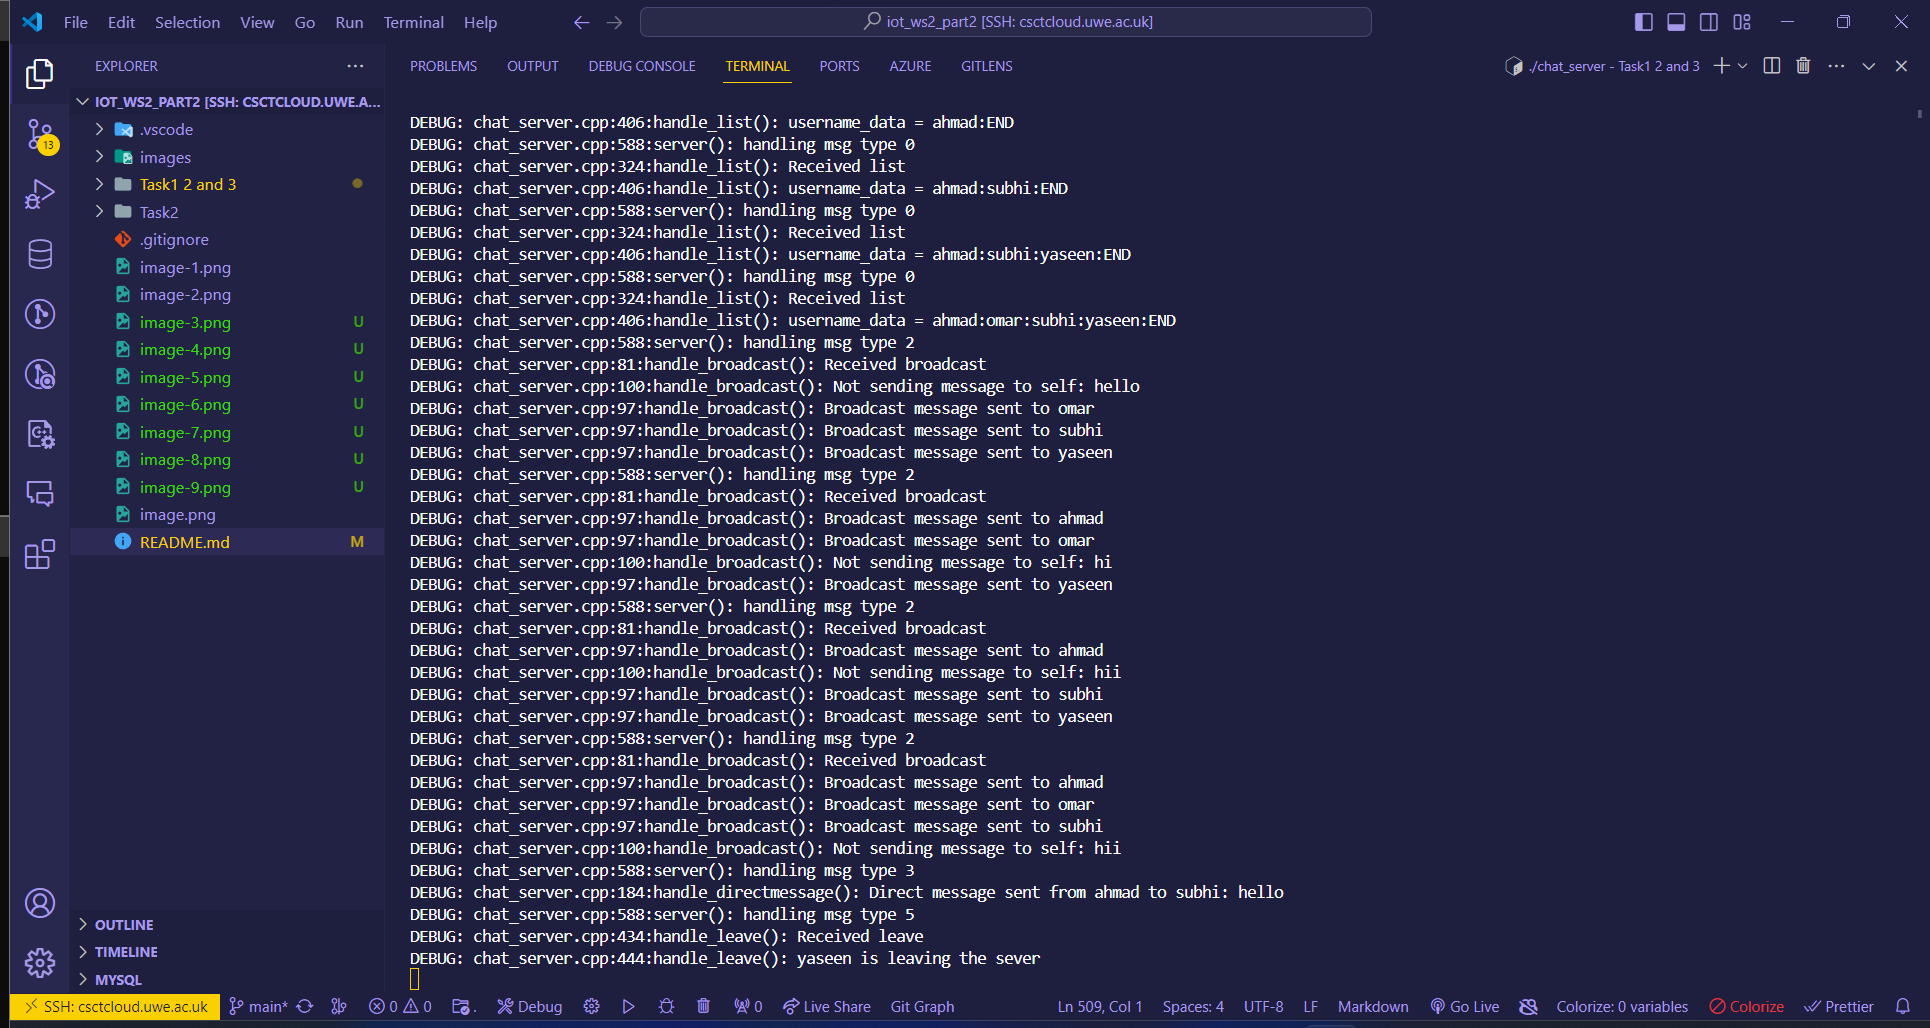 File Edit Selection View Go Run Terminal Help
iot_ws2_part2 [SSH: csctcloud.uwe.ac.uk]
EXPLORER
PROBLEMS OUTPUT DEBUG CONSOLE TERMINAL PORTS AZURE GITLENS
./chat_server - Task1 2 and 3
IOT_WS2_PART2 [SSH: CSCTCLOUD.UWE.A...
.vscode
images
Task1 2 and 3
Task2
.gitignore
image-1.png
image-2.png
image-3.png U
image-4.png U
image-5.png U
image-6.png U
image-7.png U
image-8.png U
image-9.png U
image.png
README.md M
13
OUTLINE
TIMELINE
MYSQL
DEBUG: chat_server.cpp:406:handle_list(): username_data = ahmad:END
DEBUG: chat_server.cpp:588:server(): handling msg type 0
DEBUG: chat_server.cpp:324:handle_list(): Received list
DEBUG: chat_server.cpp:406:handle_list(): username_data = ahmad:subhi:END
DEBUG: chat_server.cpp:588:server(): handling msg type 0
DEBUG: chat_server.cpp:324:handle_list(): Received list
DEBUG: chat_server.cpp:406:handle_list(): username_data = ahmad:subhi:yaseen:END
DEBUG: chat_server.cpp:588:server(): handling msg type 0
DEBUG: chat_server.cpp:324:handle_list(): Received list
DEBUG: chat_server.cpp:406:handle_list(): username_data = ahmad:omar:subhi:yaseen:END
DEBUG: chat_server.cpp:588:server(): handling msg type 2
DEBUG: chat_server.cpp:81:handle_broadcast(): Received broadcast
DEBUG: chat_server.cpp:100:handle_broadcast(): Not sending message to self: hello
DEBUG: chat_server.cpp:97:handle_broadcast(): Broadcast message sent to omar
DEBUG: chat_server.cpp:97:handle_broadcast(): Broadcast message sent to subhi
DEBUG: chat_server.cpp:97:handle_broadcast(): Broadcast message sent to yaseen
DEBUG: chat_server.cpp:588:server(): handling msg type 2
DEBUG: chat_server.cpp:81:handle_broadcast(): Received broadcast
DEBUG: chat_server.cpp:97:handle_broadcast(): Broadcast message sent to ahmad
DEBUG: chat_server.cpp:97:handle_broadcast(): Broadcast message sent to omar
DEBUG: chat_server.cpp:100:handle_broadcast(): Not sending message to self: hi
DEBUG: chat_server.cpp:97:handle_broadcast(): Broadcast message sent to yaseen
DEBUG: chat_server.cpp:588:server(): handling msg type 2
DEBUG: chat_server.cpp:81:handle_broadcast(): Received broadcast
DEBUG: chat_server.cpp:97:handle_broadcast(): Broadcast message sent to ahmad
DEBUG: chat_server.cpp:100:handle_broadcast(): Not sending message to self: hii
DEBUG: chat_server.cpp:97:handle_broadcast(): Broadcast message sent to subhi
DEBUG: chat_server.cpp:97:handle_broadcast(): Broadcast message sent to yaseen
DEBUG: chat_server.cpp:588:server(): handling msg type 2
DEBUG: chat_server.cpp:81:handle_broadcast(): Received broadcast
DEBUG: chat_server.cpp:97:handle_broadcast(): Broadcast message sent to ahmad
DEBUG: chat_server.cpp:97:handle_broadcast(): Broadcast message sent to omar
DEBUG: chat_server.cpp:97:handle_broadcast(): Broadcast message sent to subhi
DEBUG: chat_server.cpp:100:handle_broadcast(): Not sending message to self: hii
DEBUG: chat_server.cpp:588:server(): handling msg type 3
DEBUG: chat_server.cpp:184:handle_directmessage(): Direct message sent from ahmad to subhi: hello
DEBUG: chat_server.cpp:588:server(): handling msg type 5
DEBUG: chat_server.cpp:434:handle_leave(): Received leave
DEBUG: chat_server.cpp:444:handle_leave(): yaseen is leaving the sever
SSH: csctcloud.uwe.ac.uk main* 0 0 Debug 0 Live Share Git Graph Ln 509, Col 1 Spaces: 4 UTF-8 LF Markdown Go Live Colorize: 0 variables Colorize Prettier